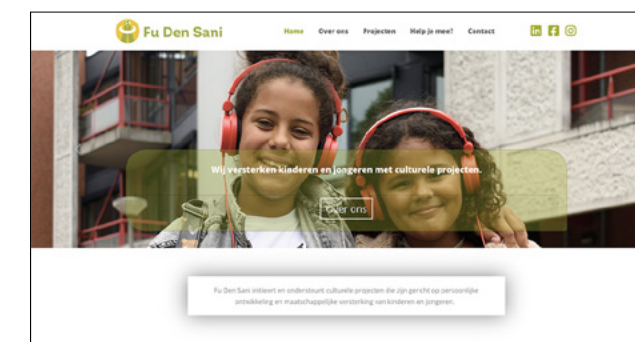 Fu Den Sani
Home Over ons Projecten Help je mee? Contact
Wij versterken kinderen en jongeren met culturele projecten.
Over ons
Fu Den Sani initieert en ondersteunt culturele projecten die zijn gericht op persoonlijke
ontwikkeling en maatschappelijke versterking van kinderen en jongeren.